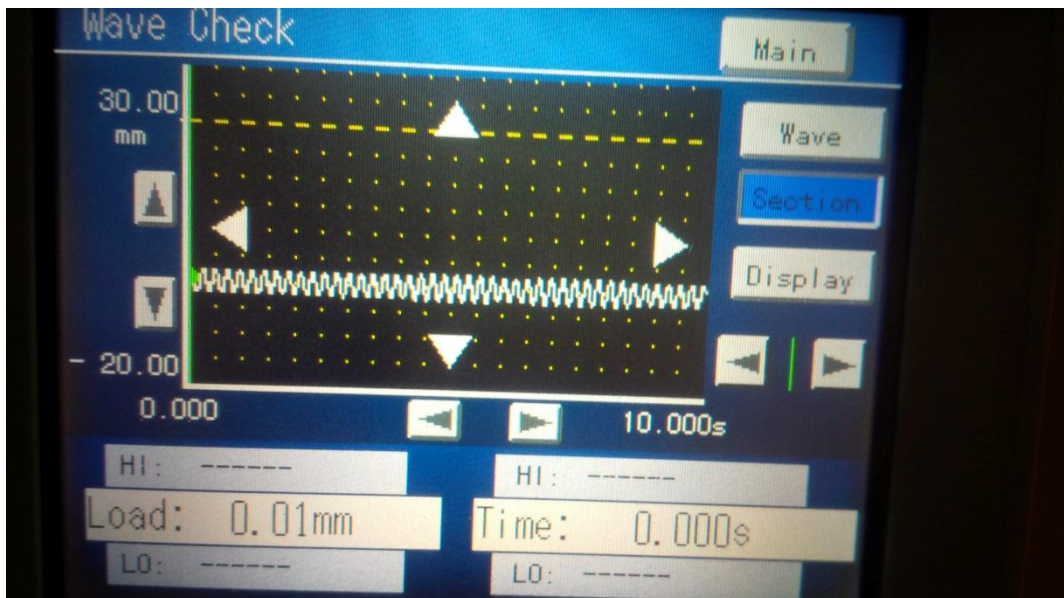 Wave Check
Main
30.00
mm
Wave
Section
Display
- 20.00
0.000
10.000s
HI: ------
HI: ------
Load: 0.01mm
Time: 0.000s
LO: ------
LO: ------